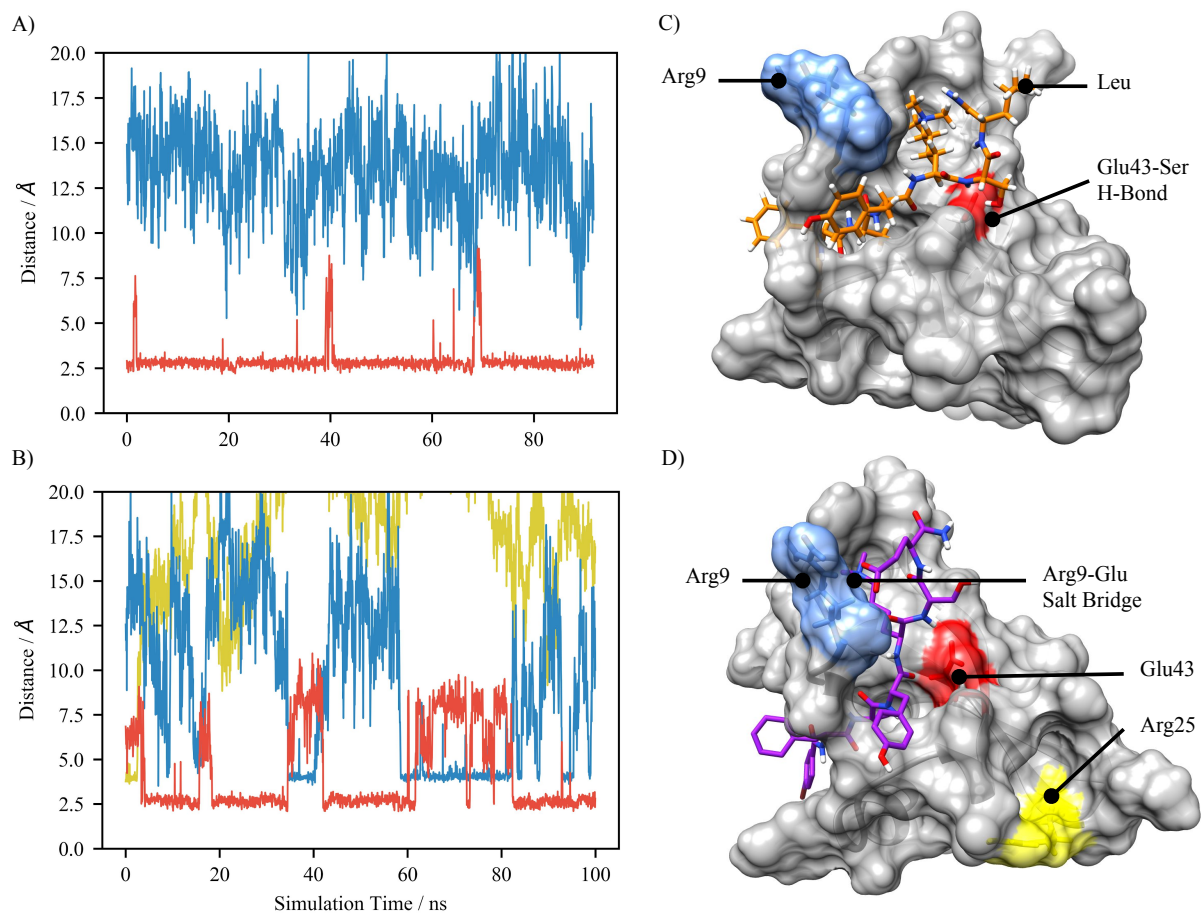 A)
20.0
17.5
15.0
12.5
10.0
7.5
5.0
2.5
0.0
Distance / Å
0 20 40 60 80
Simulation Time / ns
B)
20.0
17.5
15.0
12.5
10.0
7.5
5.0
2.5
0.0
Distance / Å
0 20 40 60 80 100
Simulation Time / ns
C)
Arg9
Leu
Glu43-Ser
H-Bond
D)
Arg9
Arg9-Glu
Salt Bridge
Glu43
Arg25